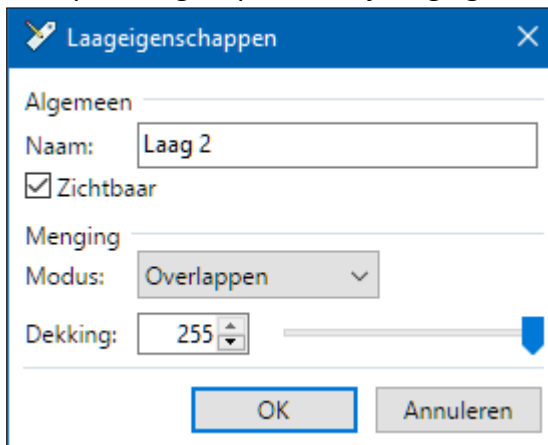 Laageigenschappen
Algemeen
Naam: Laag 2
Zichtbaar
Menging
Modus: Overlappen
Dekking: 255
OK Annuleren